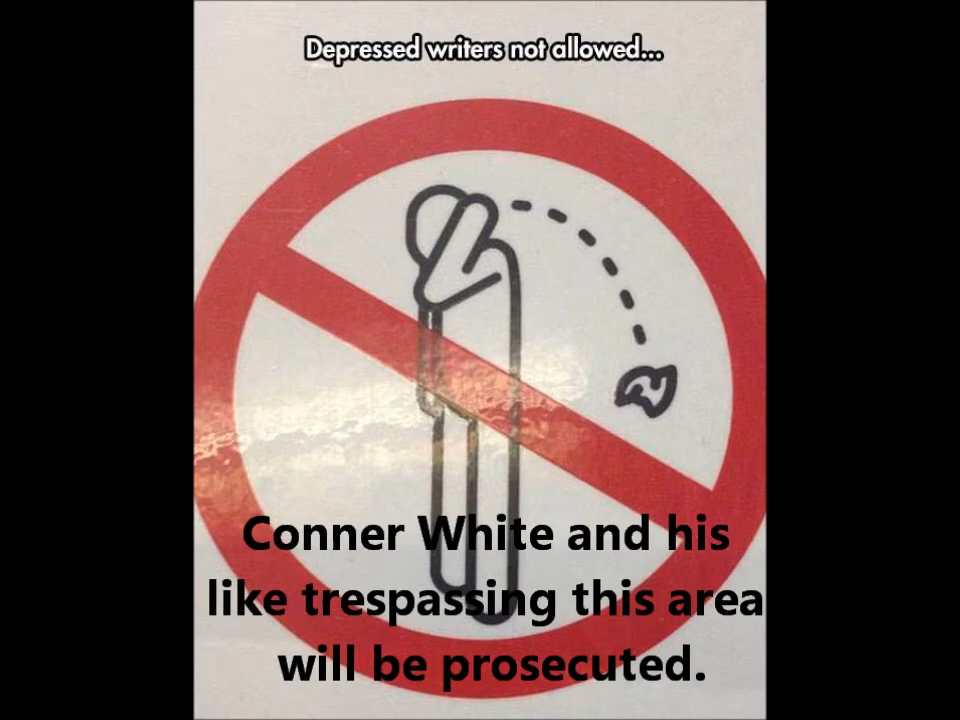 Depressed writers not allowed...
Conner White and his
like trespassing this area
will be prosecuted.